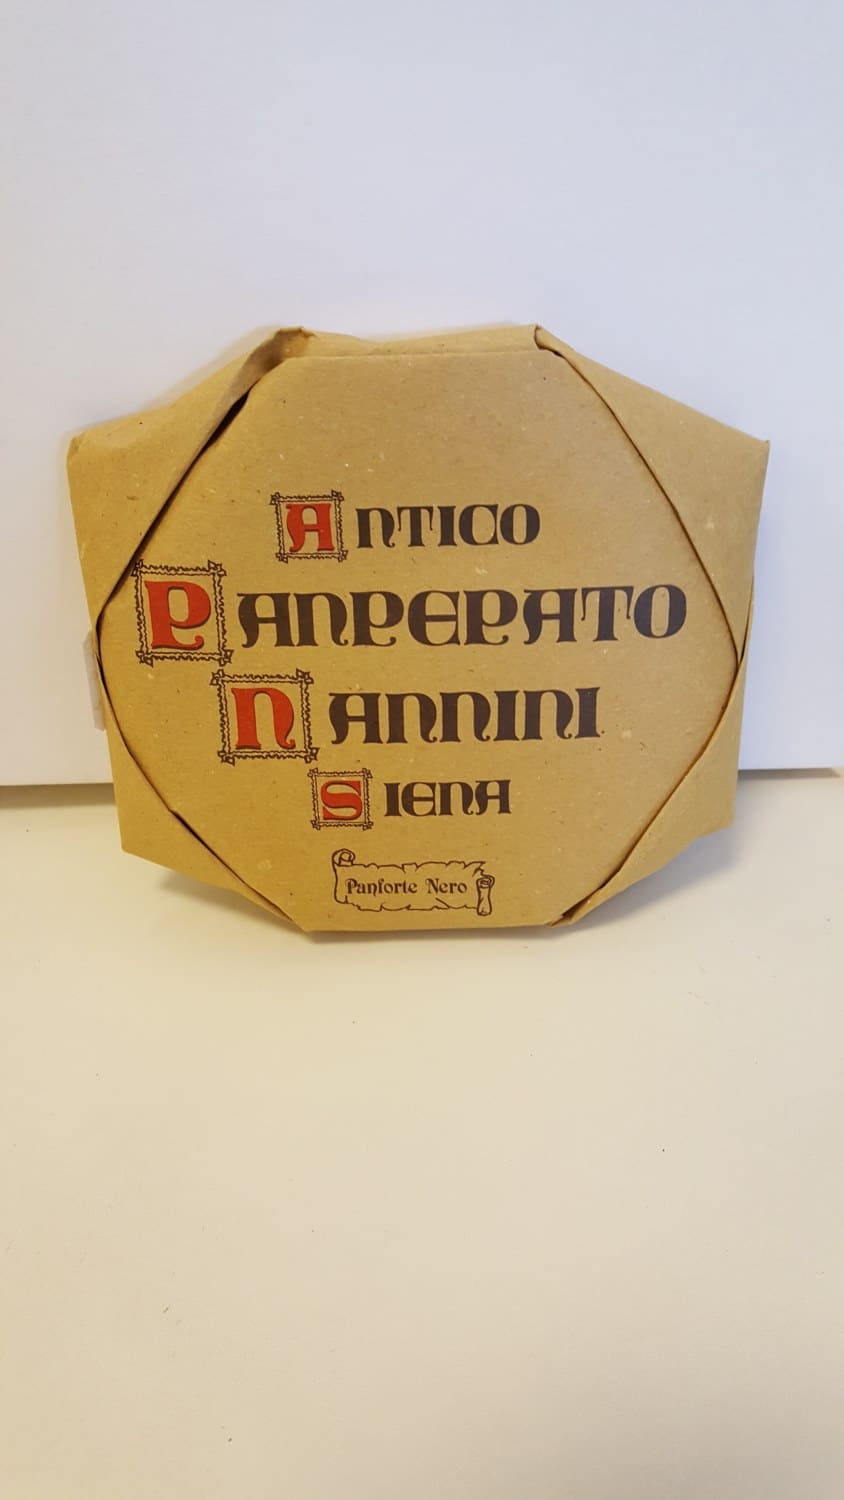 ANTICO
PANPEPATO
NANNINI
SIENA
Panforte Nero